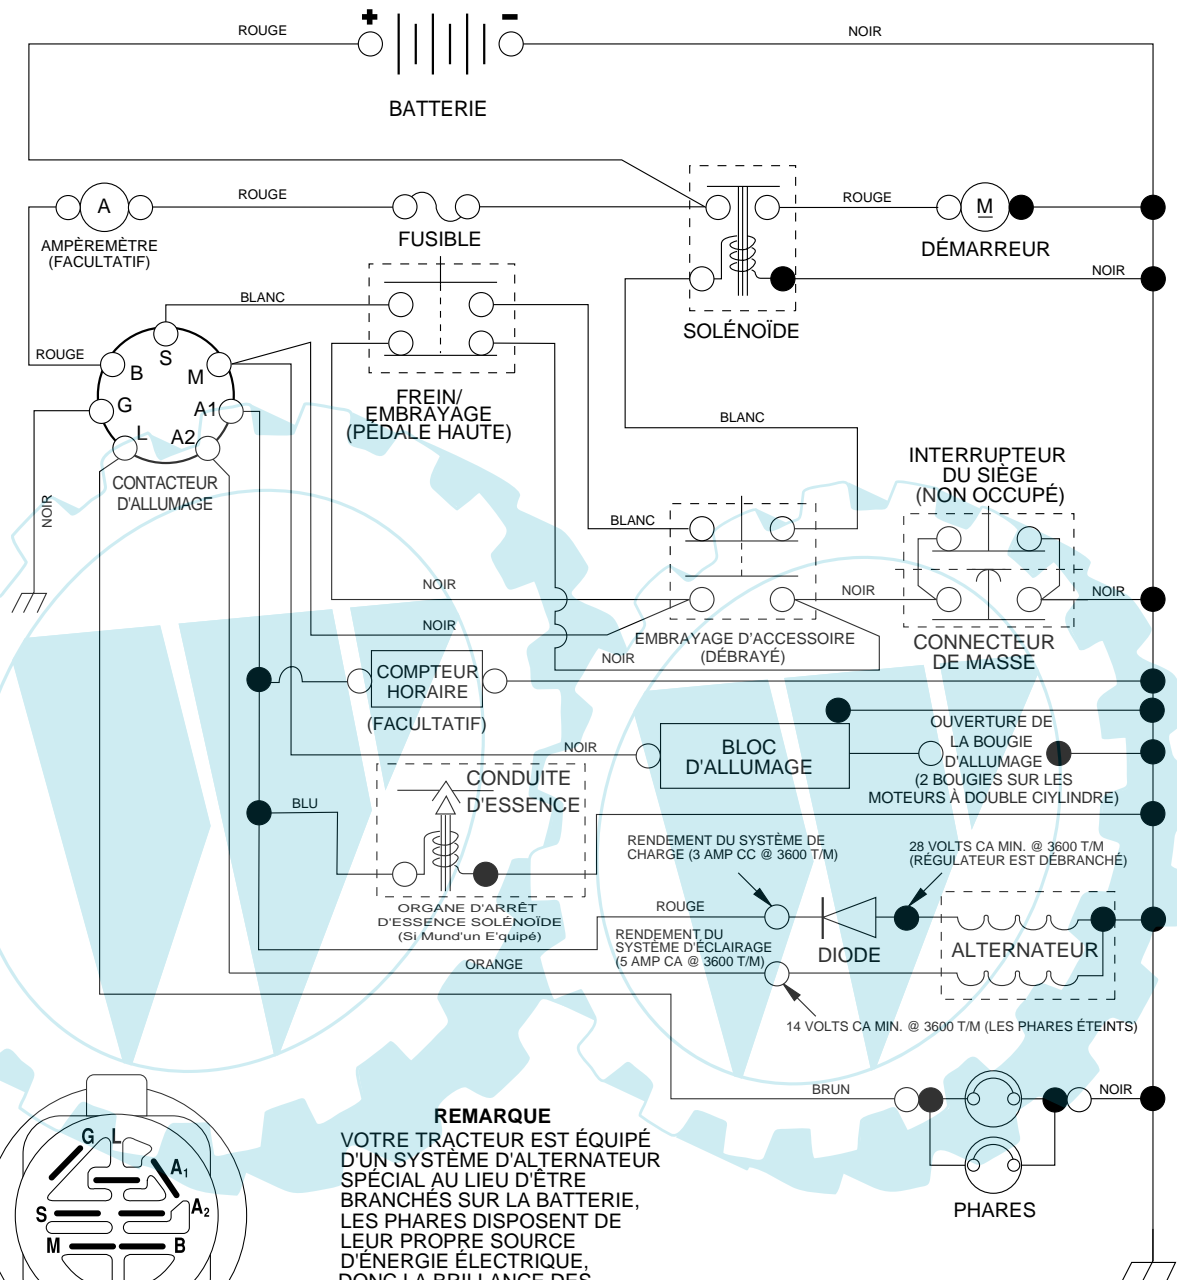 + -
ROUGE
NOIR
BATTERIE
ROUGE
ROUGE
A
M
AMPÈREMÈTRE
(FACULTATIF)
FUSIBLE
DÉMARREUR
NOIR
BLANC
SOLÉNOÏDE
ROUGE
S
B
M
G
A1
L
A2
FREIN/
EMBRAYAGE
(PÉDALE HAUTE)
BLANC
INTERRUPTEUR
DU SIÈGE
(NON OCCUPÉ)
CONTACTEUR
D'ALLUMAGE
NOIR
BLANC
NOIR
NOIR
NOIR
NOIR
EMBRAYAGE D'ACCESSOIRE
(DÉBRAYÉ)
NOIR
CONNECTEUR
DE MASSE
COMPTEUR
HORAIRE
(FACULTATIF)
NOIR
BLOC
D'ALLUMAGE
OUVERTURE DE
LA BOUGIE
D'ALLUMAGE
(2 BOUGIES SUR LES
MOTEURS À DOUBLE CIYLINDRE)
CONDUITE
D'ESSENCE
BLU
RENDEMENT DU SYSTÈME DE
CHARGE (3 AMP CC @ 3600 T/M)
28 VOLTS CA MIN. @ 3600 T/M
(RÉGULATEUR EST DÉBRANCHÉ)
ORGANE D'ARRÊT
D'ESSENCE SOLÉNOÏDE
(Si Mund'un E'quipé)
ROUGE
RENDEMENT DU
SYSTÈME D'ÉCLAIRAGE
(5 AMP CA @ 3600 T/M)
DIODE
ALTERNATEUR
ORANGE
14 VOLTS CA MIN. @ 3600 T/M (LES PHARES ÉTEINTS)
BRUN
NOIR
PHARES
G L
A1
A2
S
M
B
REMARQUE
VOTRE TRACTEUR EST ÉQUIPÉ
D'UN SYSTÈME D'ALTERNATEUR
SPÉCIAL AU LIEU D'ÊTRE
BRANCHÉS SUR LA BATTERIE,
LES PHARES DISPOSENT DE
LEUR PROPRE SOURCE
D'ÉNERGIE ÉLECTRIQUE,
DONC LA BRILLANCE DES